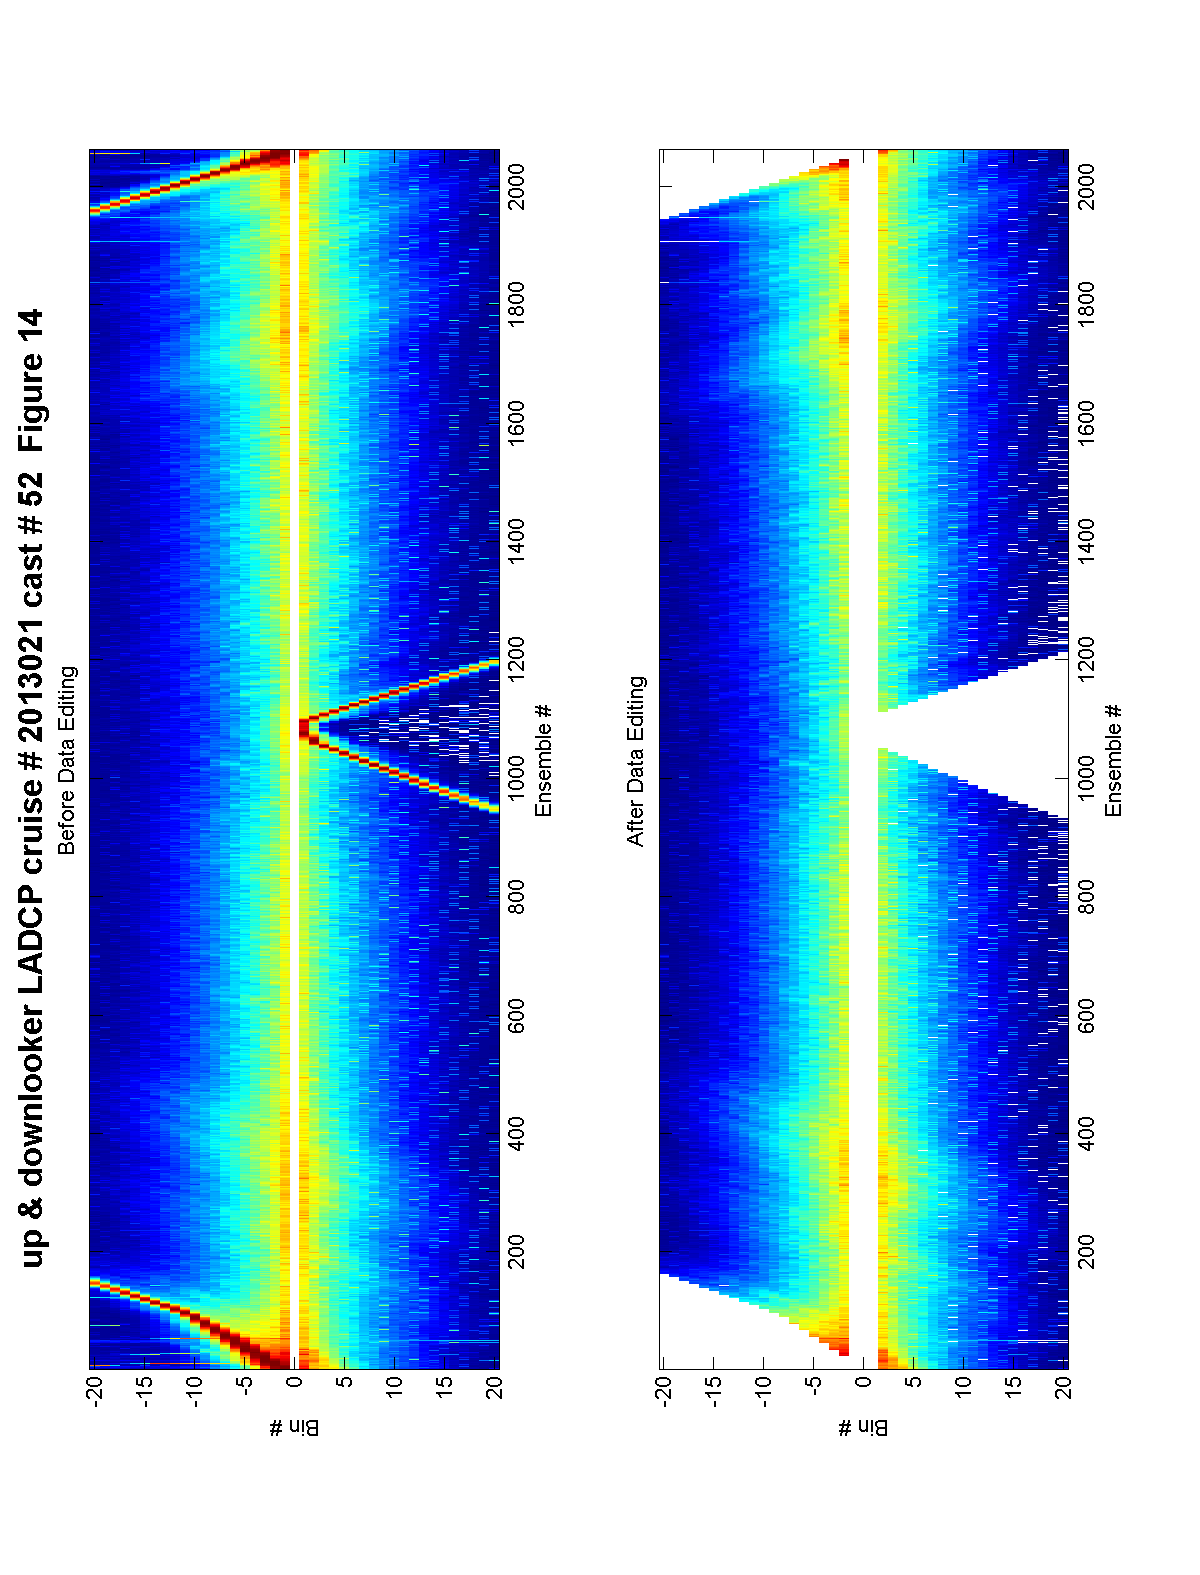 up & downlooker LADCP cruise # 2013021 cast # 52  Figure 14
Before Data Editing
Bin #
-20
-15
-10
-5
0
5
10
15
20
200 400 600 800 1000 1200 1400 1600 1800 2000
Ensemble #
After Data Editing
Bin #
-20
-15
-10
-5
0
5
10
15
20
200 400 600 800 1000 1200 1400 1600 1800 2000
Ensemble #